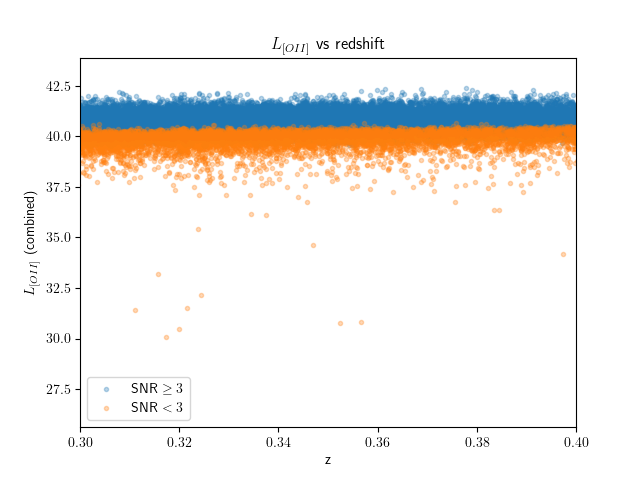 L[OII] vs redshift
42.5
40.0
37.5
35.0
32.5
30.0
27.5
L[OII] (combined)
SNR ≥ 3
SNR < 3
0.30 0.32 0.34 0.36 0.38 0.40
z